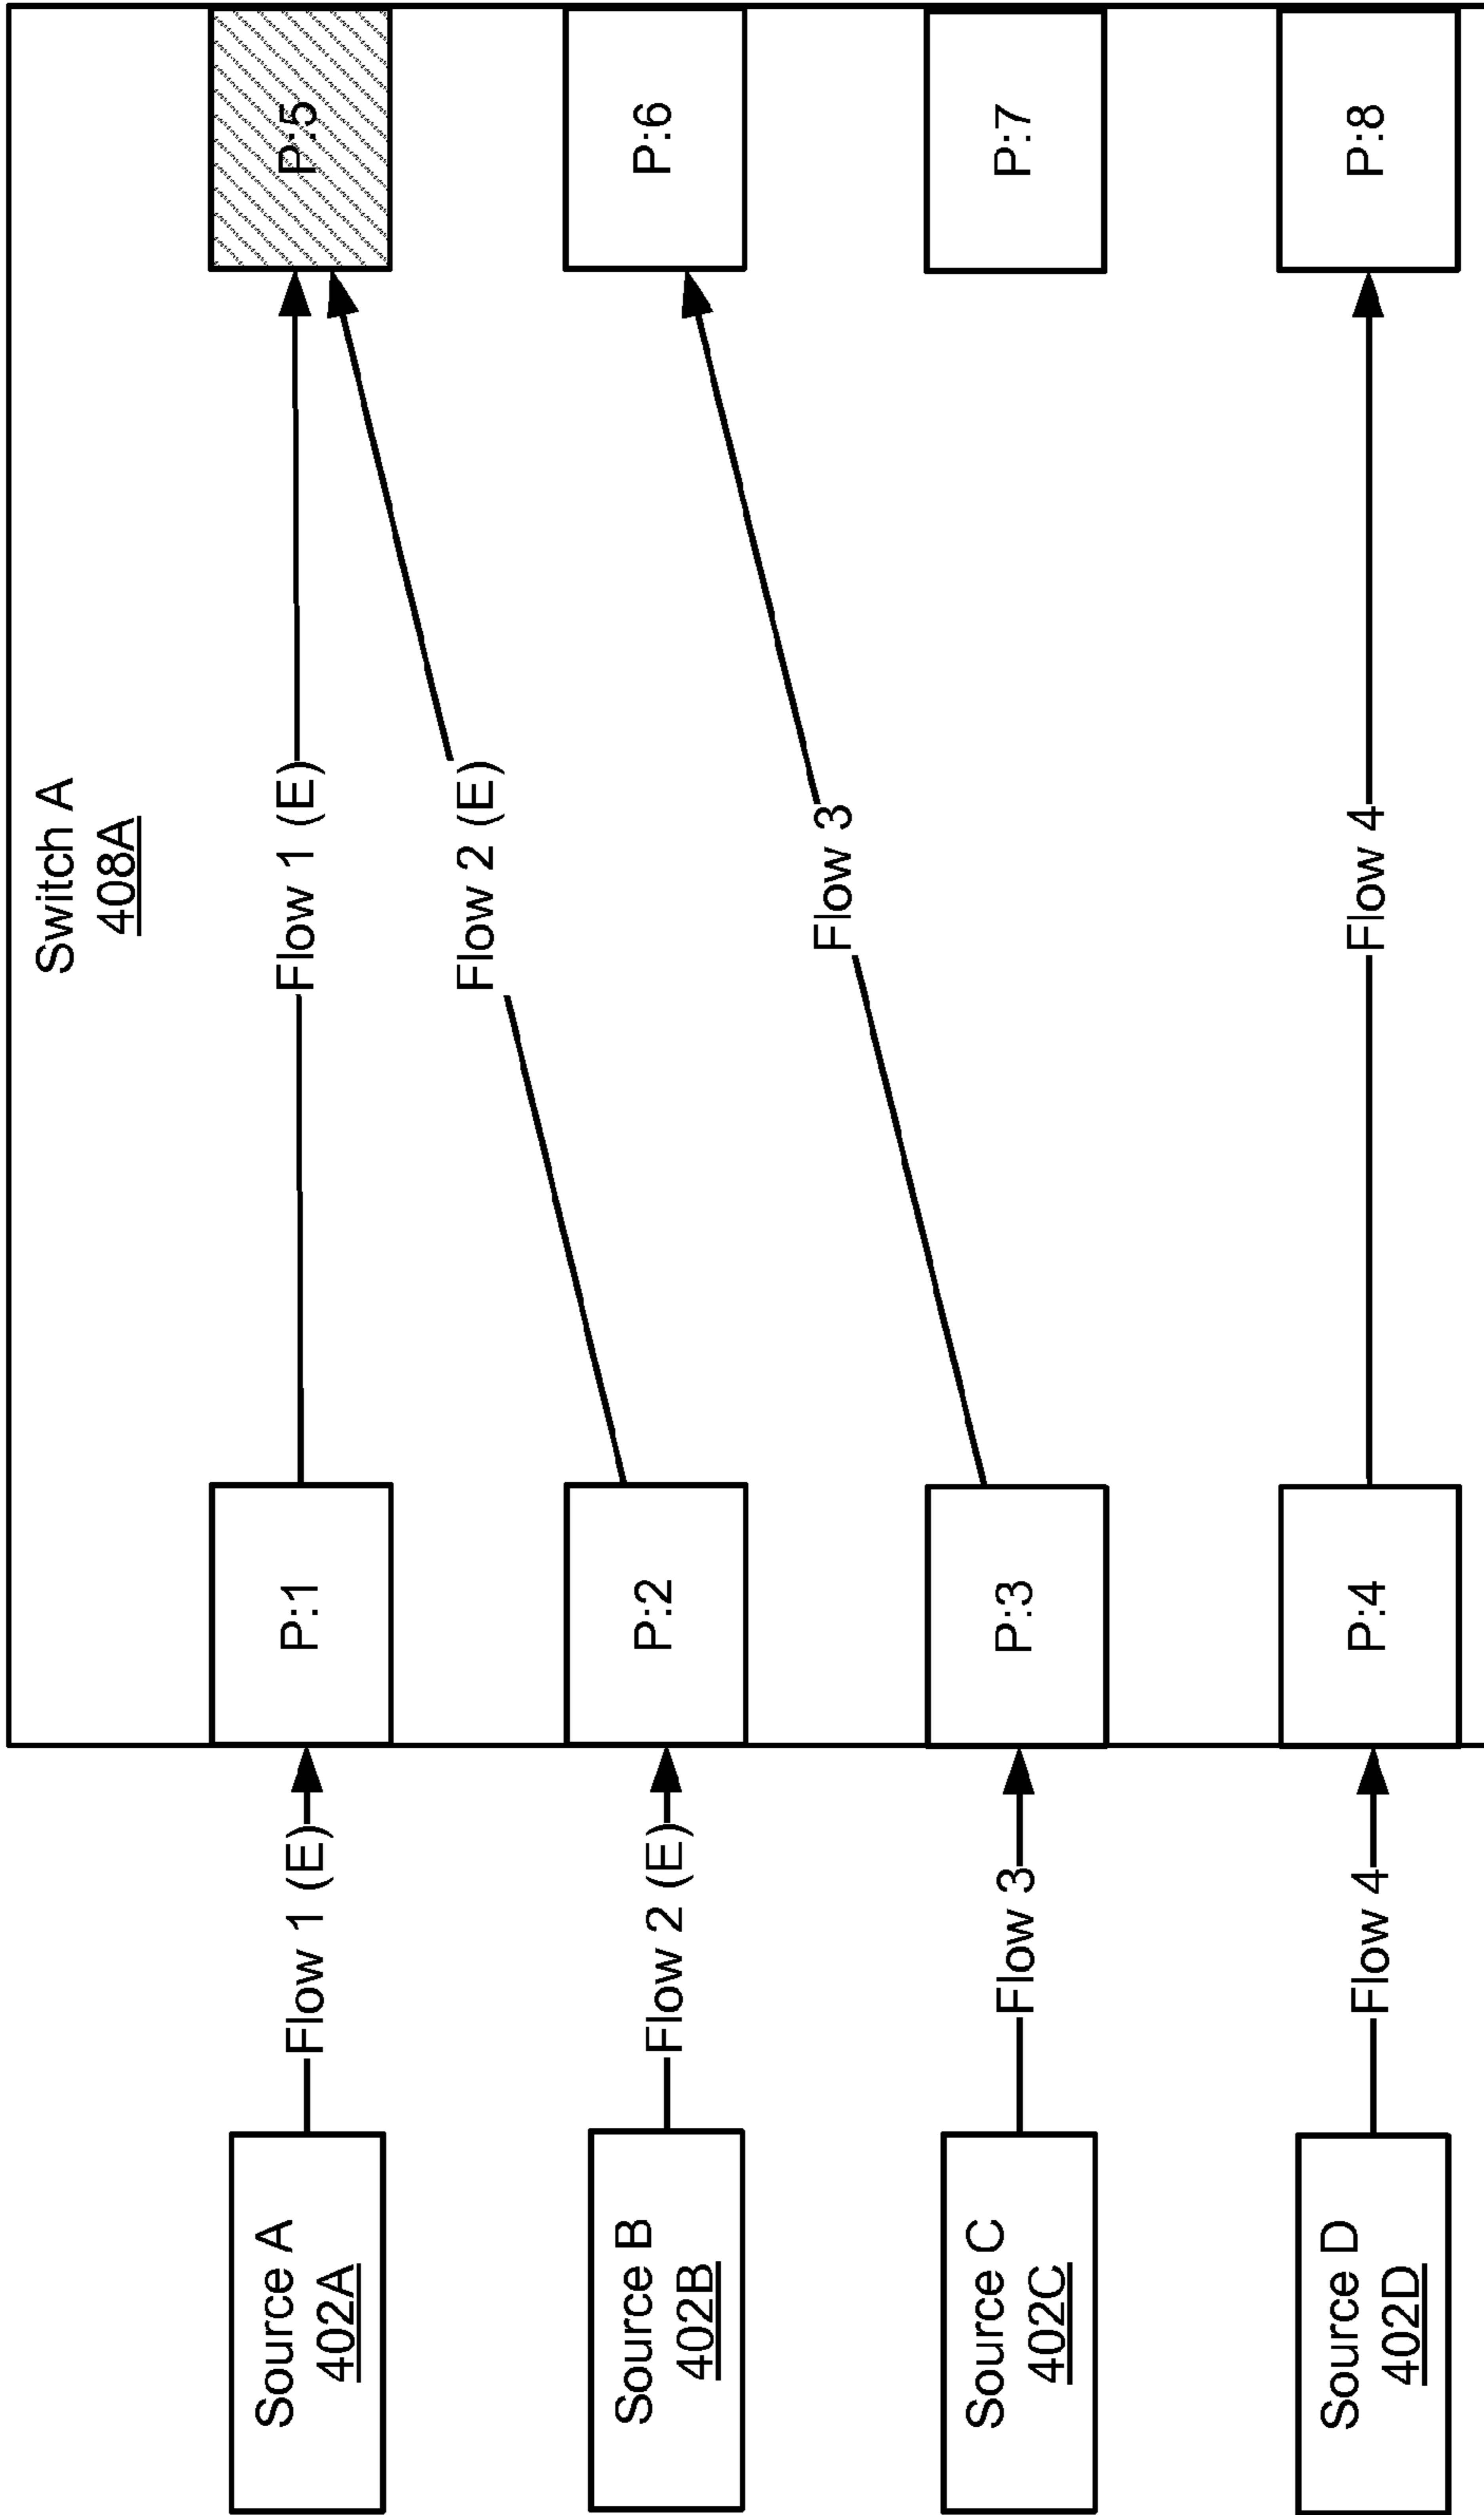 Switch A
408A
Source A
402A
Flow 1 (E)
P:1
Flow 1 (E)
P:5
Source B
402B
Flow 2 (E)
P:2
Flow 2 (E)
P:6
Source C
402C
Flow 3
P:3
Flow 3
P:7
Source D
402D
Flow 4
P:4
Flow 4
P:8